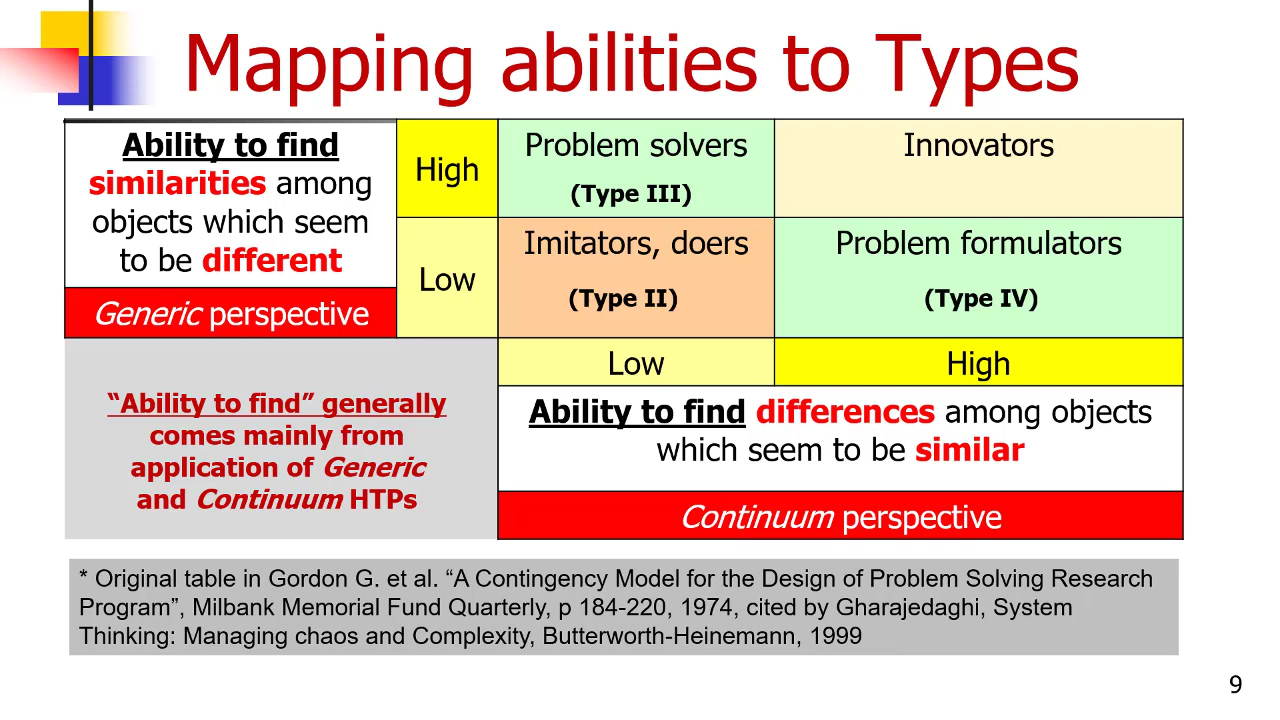 Mapping abilities to Types
Ability to find
similarities among
objects which seem
to be different
Generic perspective
High
Low
Problem solvers
(Type III)
Innovators
Imitators, doers
(Type II)
Problem formulators
(Type IV)
Low
High
Ability to find differences among objects
which seem to be similar
Continuum perspective
“Ability to find” generally
comes mainly from
application of Generic
and Continuum HTPs
* Original table in Gordon G. et al. “A Contingency Model for the Design of Problem Solving Research
Program”, Milbank Memorial Fund Quarterly, p 184-220, 1974, cited by Gharajedaghi, System
Thinking: Managing chaos and Complexity, Butterworth-Heinemann, 1999
9